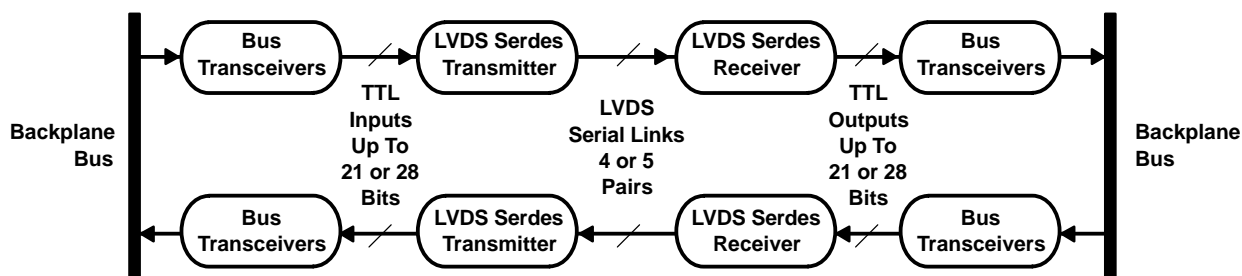 Bus
Transceivers
LVDS Serdes
Transmitter
LVDS Serdes
Receiver
Bus
Transceivers
Backplane
Bus
TTL
Inputs
Up To
21 or 28
Bits
LVDS
Serial Links
4 or 5
Pairs
TTL
Outputs
Up To
21 or 28
Bits
Backplane
Bus
Bus
Transceivers
LVDS Serdes
Transmitter
LVDS Serdes
Receiver
Bus
Transceivers